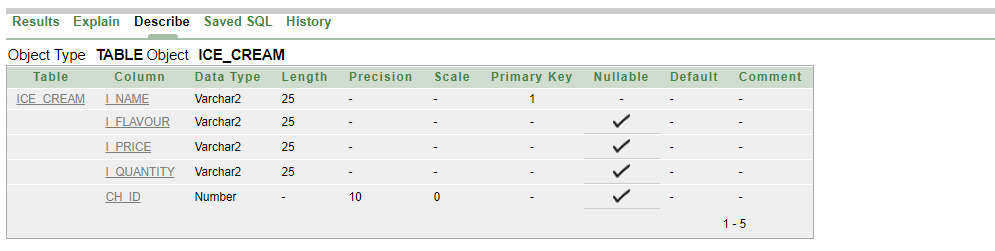 Results Explain Describe Saved SQL History
Object Type TABLE Object ICE_CREAM
Table Column Data Type Length Precision Scale Primary Key Nullable Default Comment
ICE_CREAM I_NAME Varchar2 25 - - 1 - - -
I_FLAVOUR Varchar2 25 - - - ✓ - -
I_PRICE Varchar2 25 - - - ✓ - -
I_QUANTITY Varchar2 25 - - - ✓ - -
CH_ID Number - 10 0 - ✓ - -
1 - 5